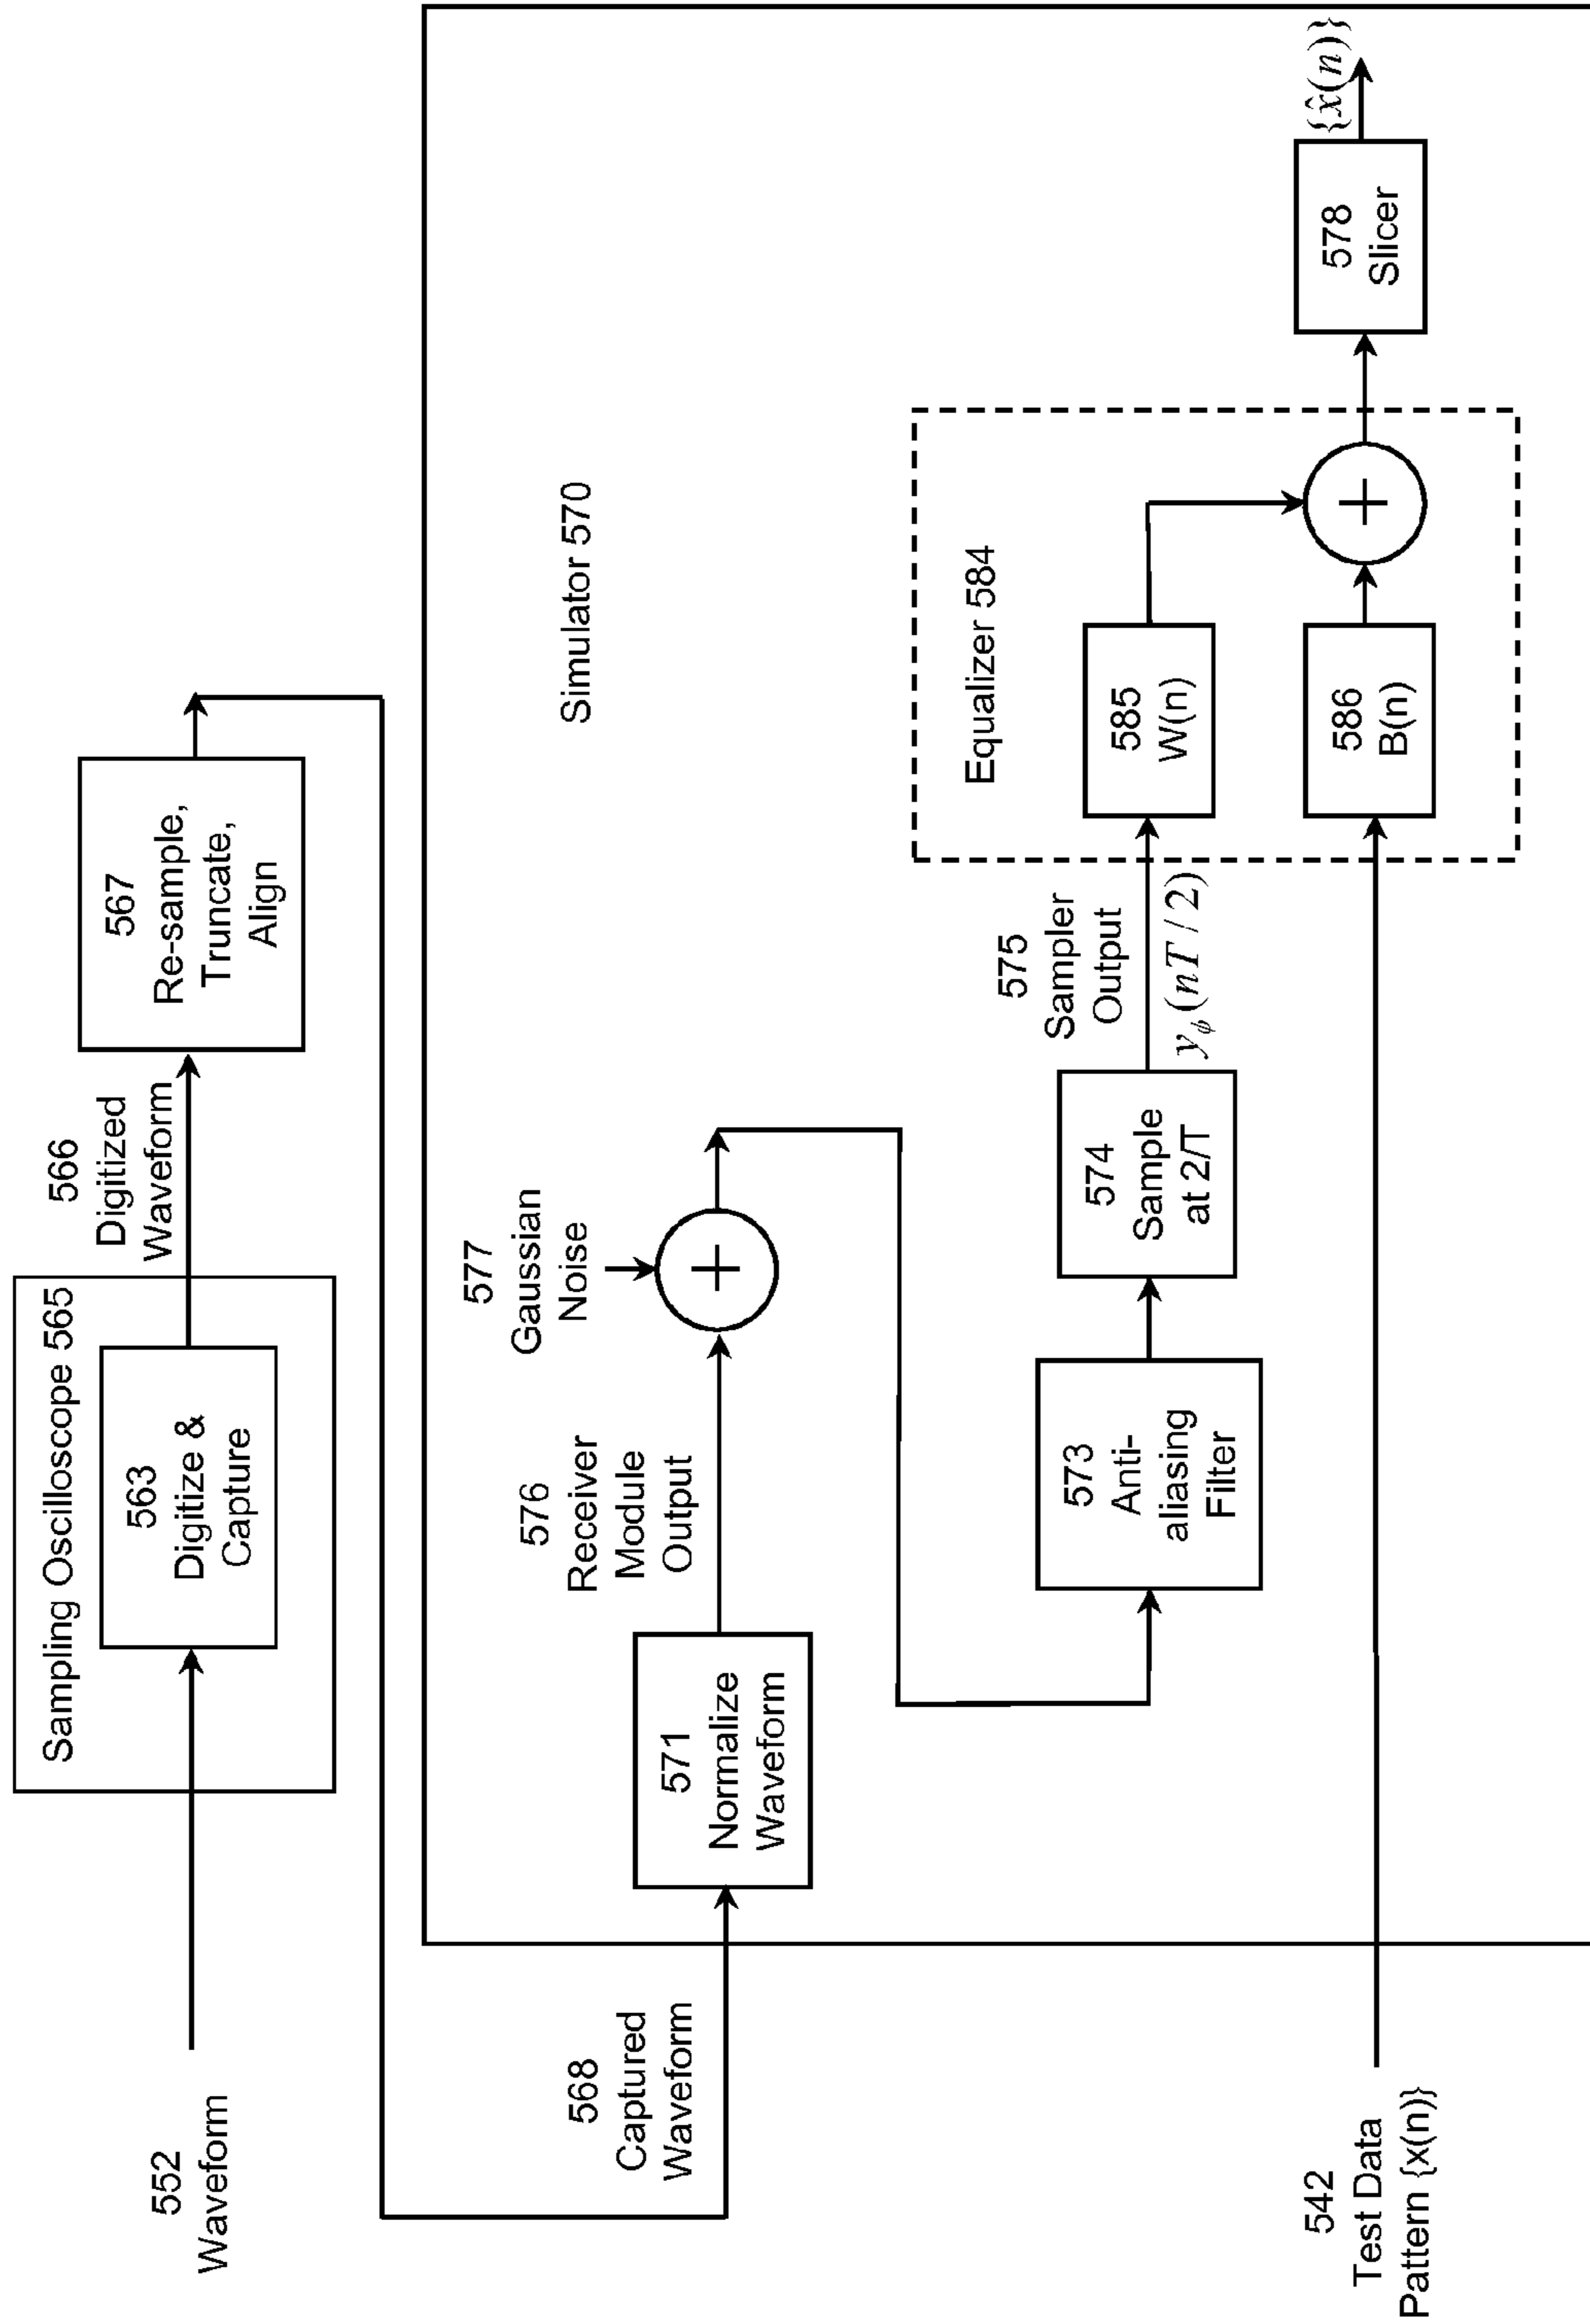 552
Waveform
Sampling Oscilloscope 565
563
Digitize &
Capture
566
Digitized
Waveform
567
Re-sample,
Truncate,
Align
568
Captured
Waveform
Simulator 570
571
Normalize
Waveform
576
Receiver
Module
Output
577
Gaussian
Noise
+
573
Anti-
aliasing
Filter
574
Sample
at 2/T
575
Sampler
Output
y_ϕ(nT / 2)
Equalizer 584
585
W(n)
586
B(n)
+
578
Slicer
{x̂(n)}
542
Test Data
Pattern {x(n)}